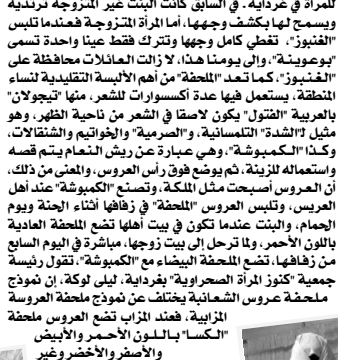 للمرأة في غرداية. في السابق كانت البنت غير المتزوجة ترتديه
ويسمح لها بكشف وجهها، أما المرأة المتزوجة فعندما تلبس
"الغنبوز"، تغطي كامل وجهها وتترك فقط عينا واحدة تسمى
"بوعوينة"، وإلى يومنا هذا، لا زالت العائلات محافظة على
"الغنبوز"، كما تعد "الملحفة" من أهم الألبسة التقليدية لنساء
المنطقة، يستعمل فيها عدة أكسسوارات للشعر، منها "تيجولان"
بالعربية "الفتول" يكون لاصقا في الشعر من ناحية الظهر، وهو
مثيل لـ"الشدة" التلمسانية، و"الصرمية" والخواتيم والشنقالات،
وكذا "الكمبوشة"، وهي عبارة عن ريش النعام يتم قصه
واستعماله للزينة، ثم يوضع فوق رأس العروس، والمعنى من ذلك،
أن العروس أصبحت مثل الملكة، وتصنع "الكمبوشة" عند أهل
العريس، وتلبس العروس "الملحفة" في زفافها أثناء الحنة ويوم
الحمام، والبنت عندما تكون في بيت أهلها تضع الملحفة العادية
باللون الأحمر، ولما ترحل إلى بيت زوجها، مباشرة في اليوم السابع
من زفافها، تضع الملحفة البيضاء مع "الكمبوشة"، تقول رئيسة
جمعية "كنوز المرأة الصحراوية" بغرداية، ليلى لوكة، إن نموذج
ملحفة عروس الشعانبة يختلف عن نموذج ملحفة العروسة
المزابية، فعند المزاب تضع العروس ملحفة
"الكسا" باللون الأحمر والأبيض
والأصفر والأخضر وغير